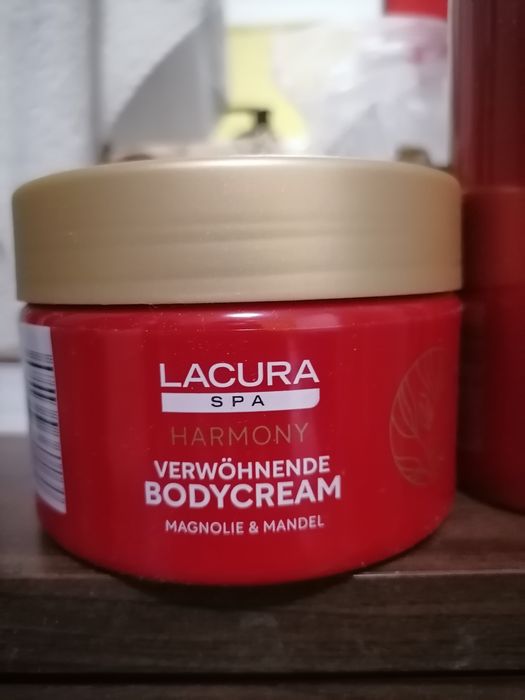 LACURA
SPA
HARMONY
VERWÖHNENDE
BODYCREAM
MAGNOLIE & MANDEL